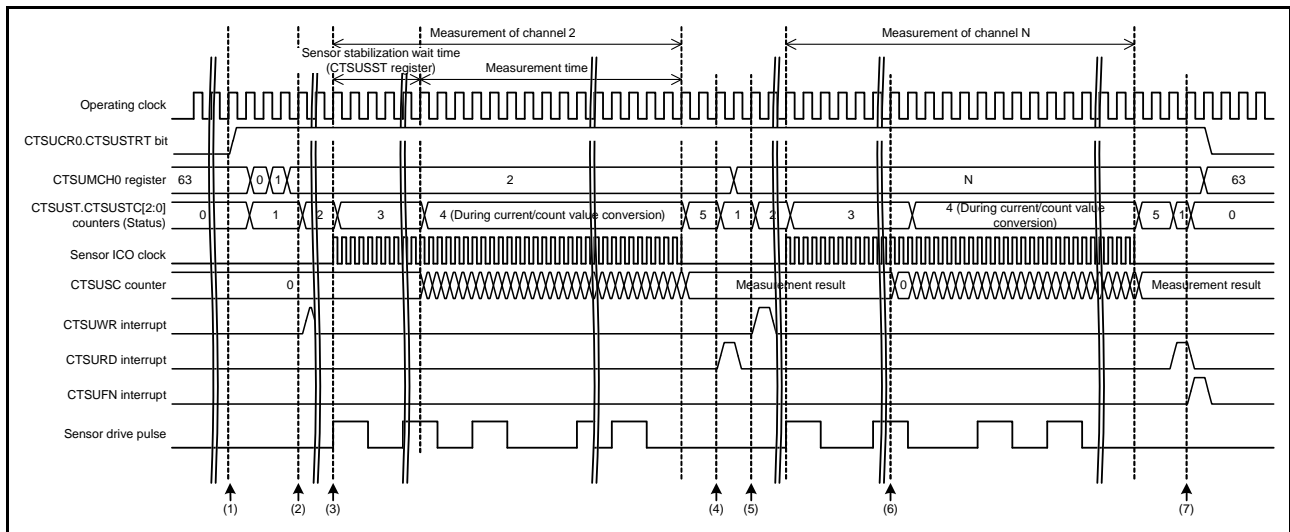 Measurement of channel 2
Measurement of channel N
Sensor stabilization wait time
(CTSUSST register)
Measurement time
Operating clock
CTSUCR0.CTSUSTRT bit
CTSUMCH0 register
63 0 1 2 N 63
CTSUST.CTSUSTC[2:0]
counters (Status)
0 1 2 3 4 (During current/count value conversion) 5 1 2 3 4 (During current/count value
conversion) 5 1 0
Sensor ICO clock
CTSUSC counter
0 Measurement result 0 Measurement result
CTSUWR interrupt
CTSURD interrupt
CTSUFN interrupt
Sensor drive pulse
(1) (2) (3) (4) (5) (6) (7)